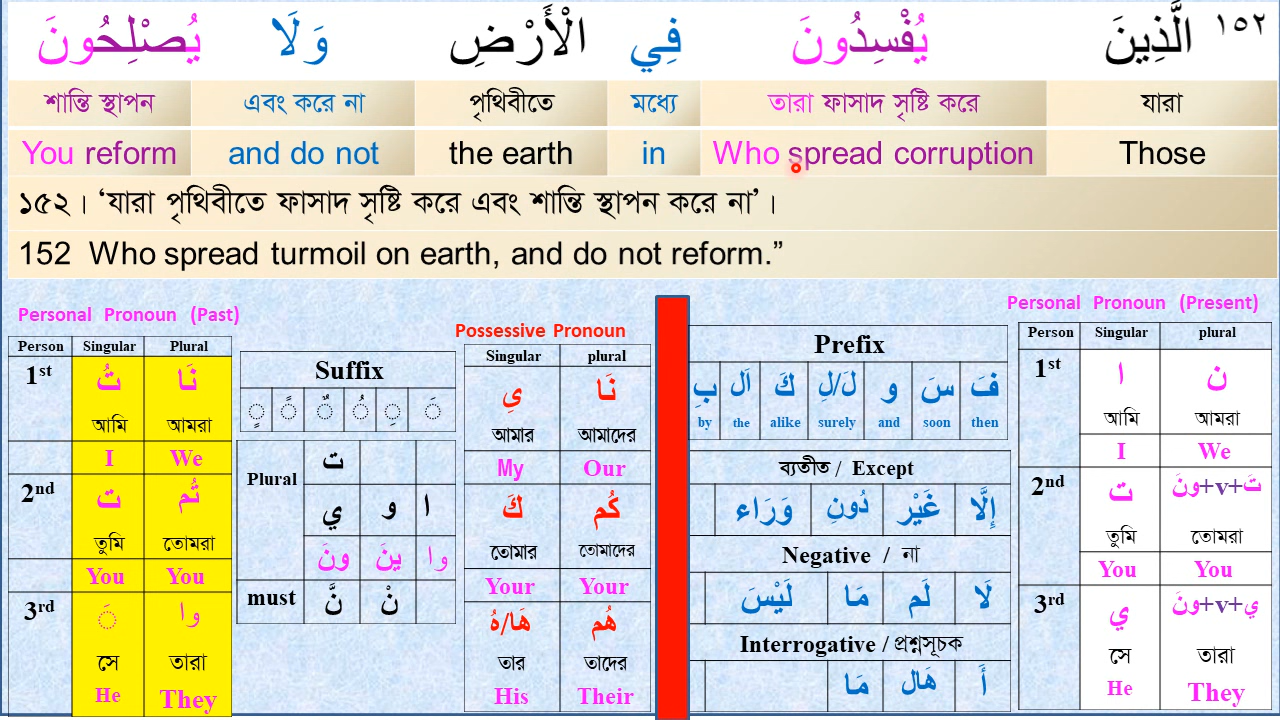 الَّذِينَ ١٥٢
يُفْسِدُونَ
فِي
الْأَرْضِ
وَلَا
يُصْلِحُونَ
শান্তি স্থাপন এবং করে না পৃথিবীতে মধ্যে তারা ফাসাদ সৃষ্টি করে যারা
You reform and do not the earth in Who spread corruption Those
১৫২। ‘যারা পৃথিবীতে ফাসাদ সৃষ্টি করে এবং শান্তি স্থাপন করে না’।
152 Who spread turmoil on earth, and do not reform.”
Personal Pronoun (Past)
Person Singular Plural
1st تُ نَا
আমি আমরা
I We
2nd ت تُم
তুমি তোমরা
You You
3rd َ وا
সে তারা
He They
Suffix
ٍ ً ٌ ُ ِ َ
Plural ت
ي و ا
ونَ ينَ وا
must نَّ نْ
Possessive Pronoun
Singular plural
يِ نَا
আমার আমাদের
My Our
كَ كُم
তোমার তোমাদের
Your Your
هَا/هُ هُم
তার তাদের
His Their
Prefix
بِ اَل كَ لَ/لِ و سَ فَ
by the alike surely and soon then
ব্যতীত / Except
وَرَاء دُونِ غَيْر إِلَّا
Negative / না
لَيْسَ مَا لَم لَا
Interrogative / প্রশ্নসূচক
مَا هَال أَ
Personal Pronoun (Present)
Person Singular plural
1st ا ن
আমি আমরা
I We
2nd ت تَ+v+ونَ
তুমি তোমরা
You You
3rd ي ي+v+ونَ
সে তারা
He They